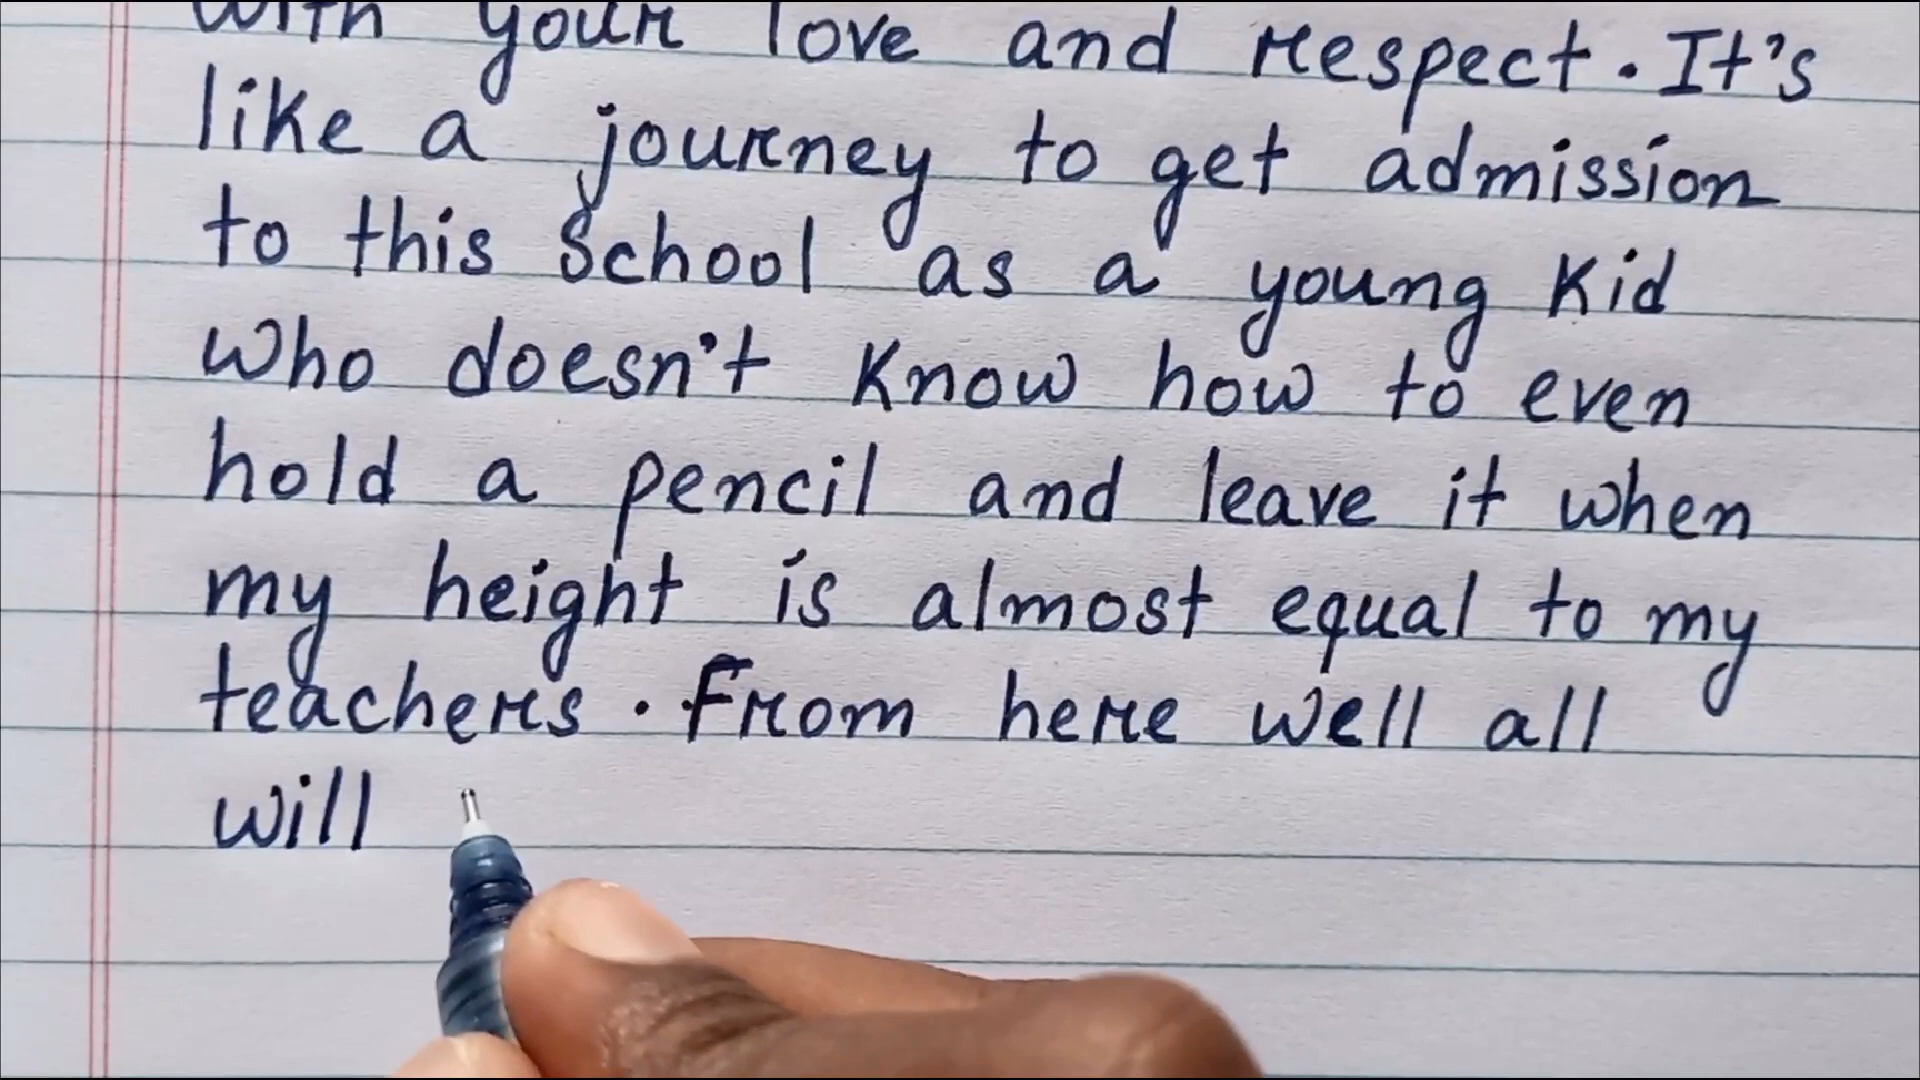 with your love and respect. It's
like a journey to get admission
to this School as a young Kid
who doesn't know how to even
hold a pencil and leave it when
my height is almost equal to my
teachers. From here well all
will